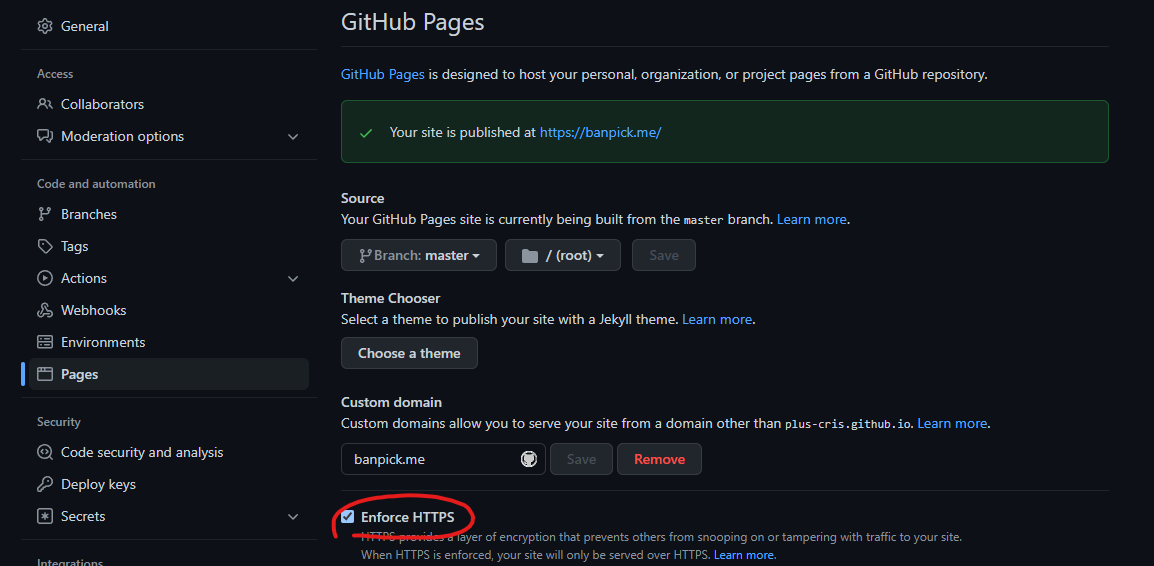 General
Access
Collaborators
Moderation options
Code and automation
Branches
Tags
Actions
Webhooks
Environments
Pages
Security
Code security and analysis
Deploy keys
Secrets
Integrations
GitHub Pages
GitHub Pages is designed to host your personal, organization, or project pages from a GitHub repository.
Your site is published at https://banpick.me/
Source
Your GitHub Pages site is currently being built from the master branch. Learn more.
Branch: master
/ (root)
Save
Theme Chooser
Select a theme to publish your site with a Jekyll theme. Learn more.
Choose a theme
Custom domain
Custom domains allow you to serve your site from a domain other than plus-cris.github.io. Learn more.
banpick.me
Save
Remove
Enforce HTTPS
HTTPS provides a layer of encryption that prevents others from snooping on or tampering with traffic to your site.
When HTTPS is enforced, your site will only be served over HTTPS. Learn more.